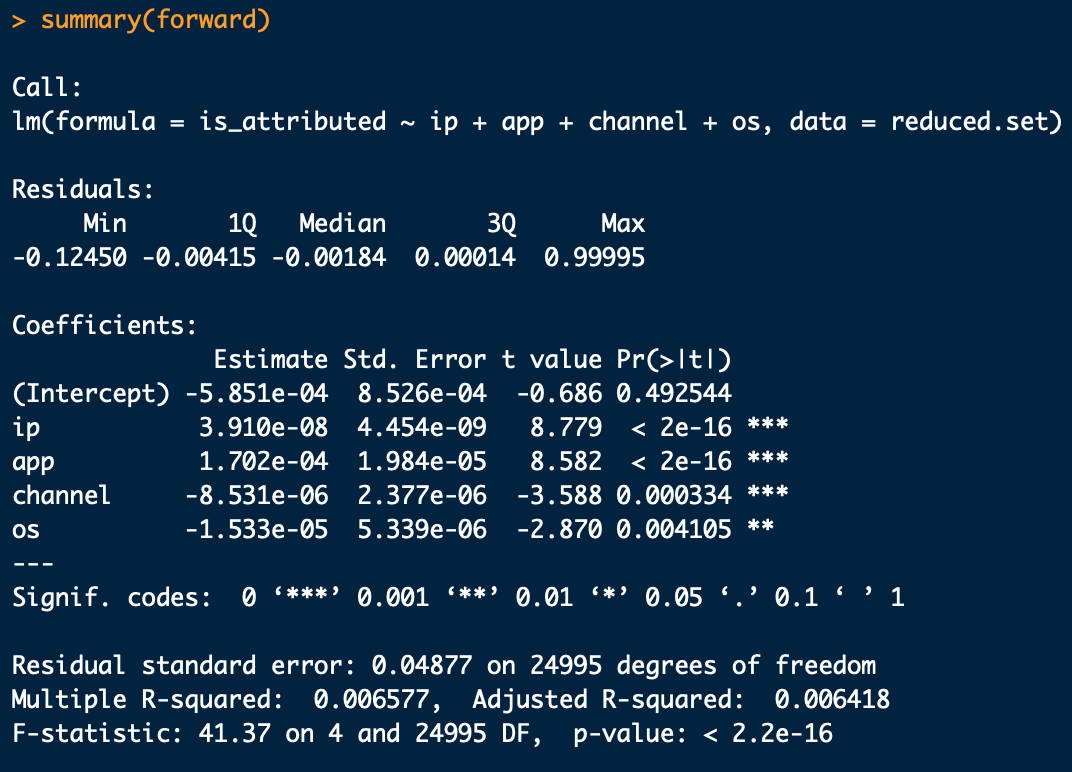 > summary(forward)
Call:
lm(formula = is_attributed ~ ip + app + channel + os, data = reduced.set)
Residuals:
     Min       1Q   Median       3Q      Max
-0.12450 -0.00415 -0.00184  0.00014  0.99995
Coefficients:
              Estimate Std. Error t value Pr(>|t|)
(Intercept) -5.851e-04  8.526e-04  -0.686 0.492544
ip           3.910e-08  4.454e-09   8.779  < 2e-16 ***
app          1.702e-04  1.984e-05   8.582  < 2e-16 ***
channel     -8.531e-06  2.377e-06  -3.588 0.000334 ***
os          -1.533e-05  5.339e-06  -2.870 0.004105 **
---
Signif. codes:  0 ‘***’ 0.001 ‘**’ 0.01 ‘*’ 0.05 ‘.’ 0.1 ‘ ’ 1
Residual standard error: 0.04877 on 24995 degrees of freedom
Multiple R-squared:  0.006577,  Adjusted R-squared:  0.006418
F-statistic: 41.37 on 4 and 24995 DF,  p-value: < 2.2e-16